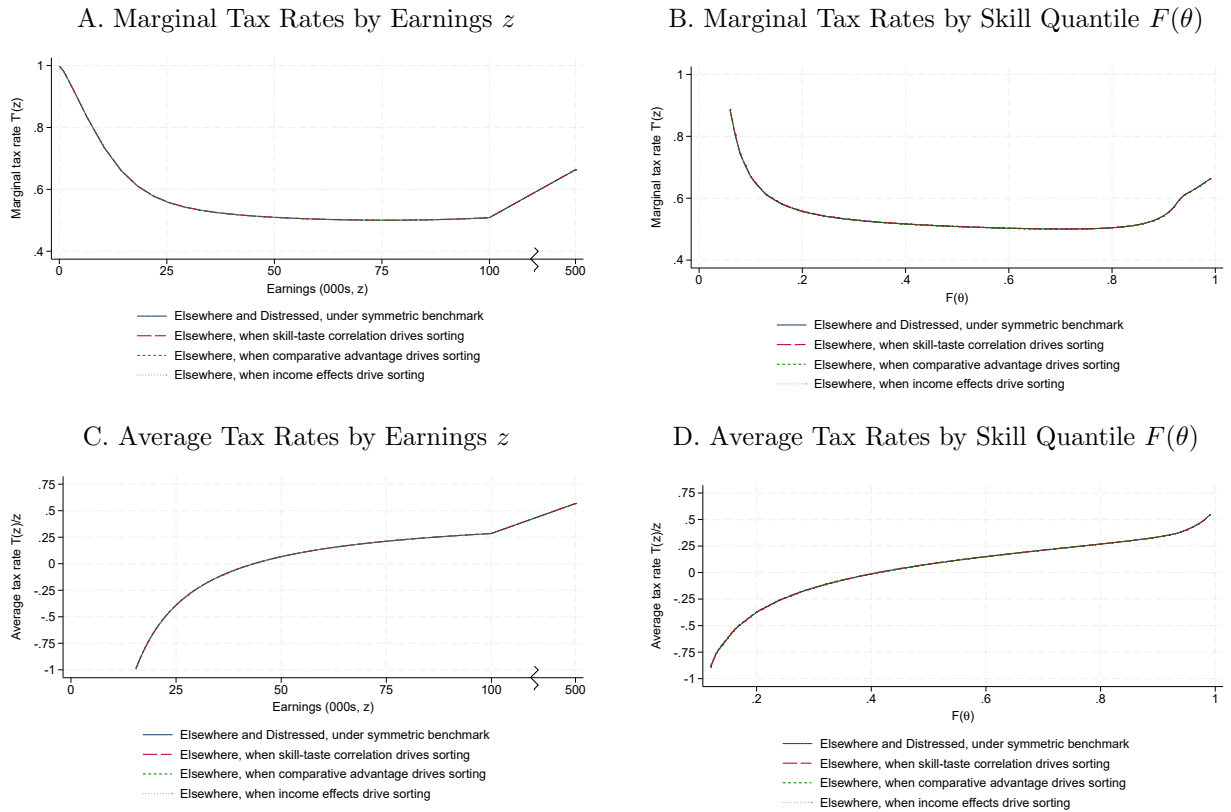 A. Marginal Tax Rates by Earnings z
B. Marginal Tax Rates by Skill Quantile F(θ)
Marginal tax rate T'(z)
1
.8
.6
.4
0
25
50
75
100
500
Earnings (000s, z)
Elsewhere and Distressed, under symmetric benchmark
Elsewhere, when skill-taste correlation drives sorting
Elsewhere, when comparative advantage drives sorting
Elsewhere, when income effects drive sorting
Marginal tax rate T'(z)
1
.8
.6
.4
0
.2
.4
.6
.8
1
F(θ)
Elsewhere and Distressed, under symmetric benchmark
Elsewhere, when skill-taste correlation drives sorting
Elsewhere, when comparative advantage drives sorting
Elsewhere, when income effects drive sorting
C. Average Tax Rates by Earnings z
D. Average Tax Rates by Skill Quantile F(θ)
Average tax rate T(z)/z
.75
.5
.25
0
-.25
-.5
-.75
-1
0
25
50
75
100
500
Earnings (000s, z)
Elsewhere and Distressed, under symmetric benchmark
Elsewhere, when skill-taste correlation drives sorting
Elsewhere, when comparative advantage drives sorting
Elsewhere, when income effects drive sorting
Average tax rate T(z)/z
.75
.5
.25
0
-.25
-.5
-.75
-1
.2
.4
.6
.8
1
F(θ)
Elsewhere and Distressed, under symmetric benchmark
Elsewhere, when skill-taste correlation drives sorting
Elsewhere, when comparative advantage drives sorting
Elsewhere, when income effects drive sorting